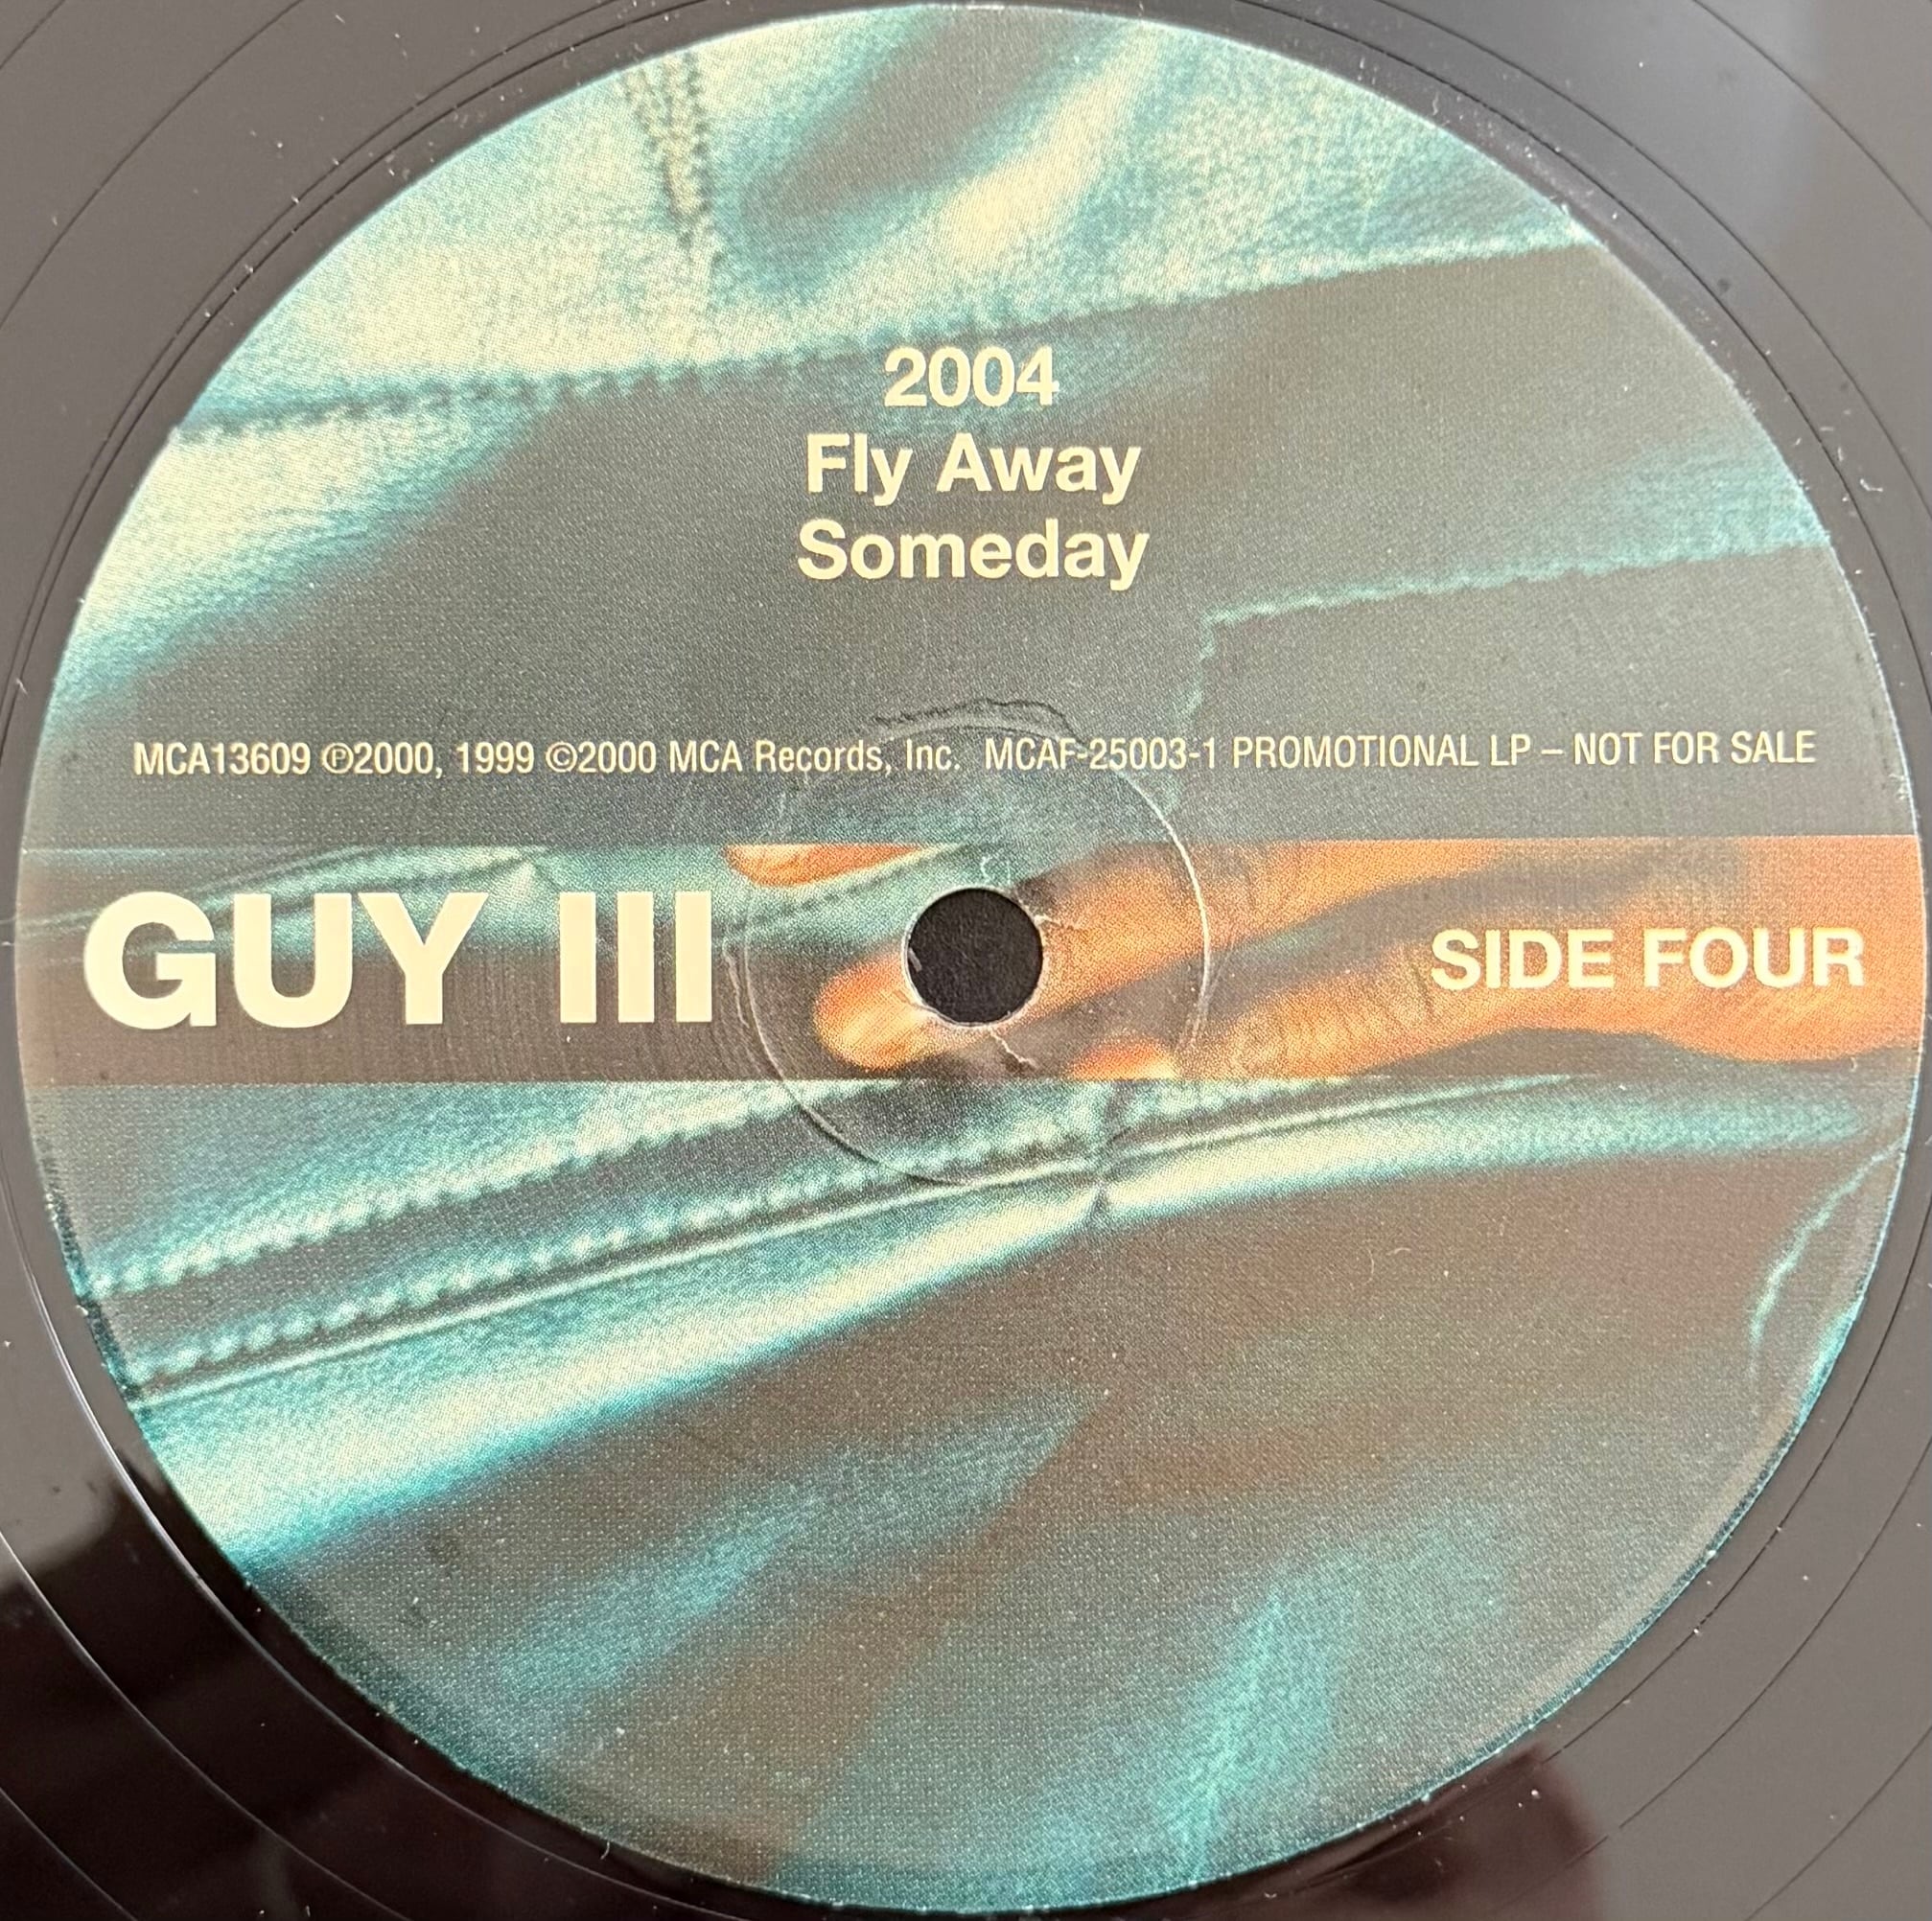 2004
Fly Away
Someday
MCA13609 ℗2000, 1999 ©2000 MCA Records, Inc. MCAF-25003-1 PROMOTIONAL LP – NOT FOR SALE
GUY III
SIDE FOUR